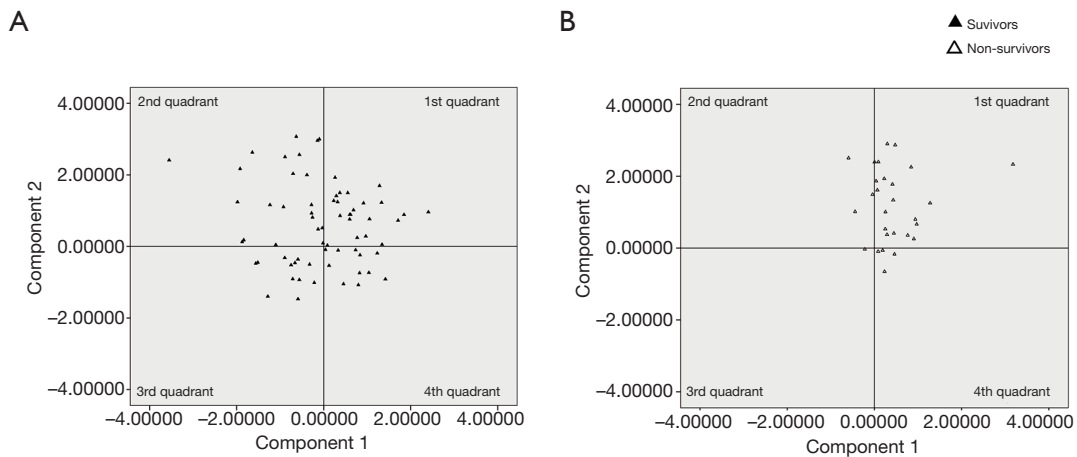 A
B
Suvivors
Non-survivors
2nd quadrant 1st quadrant
4.00000
2.00000
0.00000
−2.00000
−4.00000
Component 2
3rd quadrant 4th quadrant
−4.00000 −2.00000 0.00000 2.00000 4.00000
Component 1
2nd quadrant 1st quadrant
4.00000
2.00000
0.00000
−2.00000
−4.00000
Component 2
3rd quadrant 4th quadrant
−4.00000 −2.00000 0.00000 2.00000 4.00000
Component 1